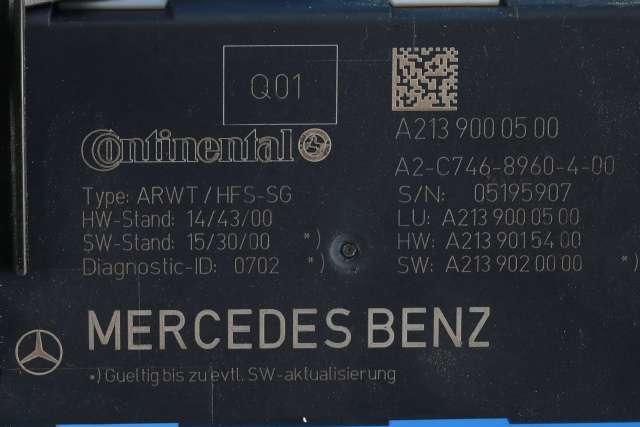 Q01
Continental
A213 900 05 00
A2-C746-8960-4-00
Type: ARWT/HFS-SG
S/N: 05195907
HW-Stand: 14/43/00
LU: A213 900 05 00
SW-Stand: 15/30/00 *)
HW: A213 901 54 00
Diagnostic-ID: 0702 *)
SW: A213 902 00 00 *)
MERCEDES BENZ
*) Gueltig bis zu evtl. SW-aktualisierung